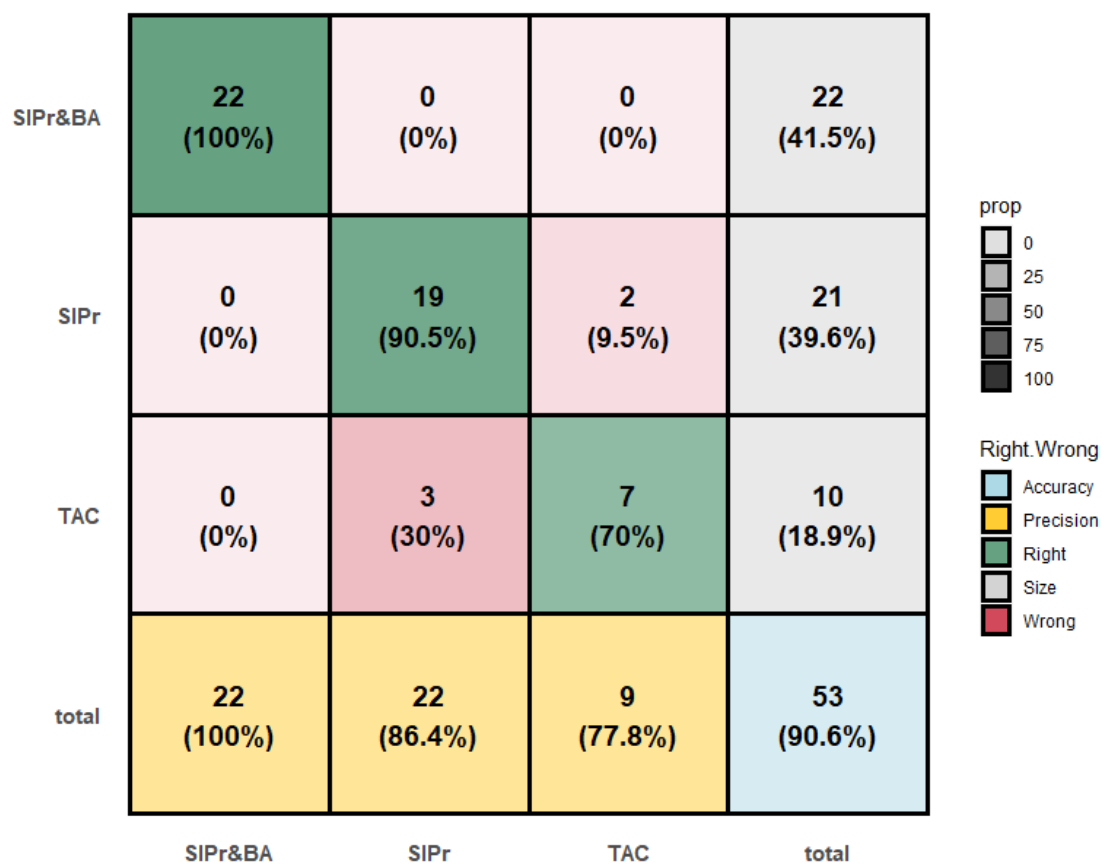 SIPr&BA
22
(100%)
0
(0%)
0
(0%)
22
(41.5%)
SIPr
0
(0%)
19
(90.5%)
2
(9.5%)
21
(39.6%)
TAC
0
(0%)
3
(30%)
7
(70%)
10
(18.9%)
total
22
(100%)
22
(86.4%)
9
(77.8%)
53
(90.6%)
SIPr&BA
SIPr
TAC
total
prop
0
25
50
75
100
Right.Wrong
Accuracy
Precision
Right
Size
Wrong